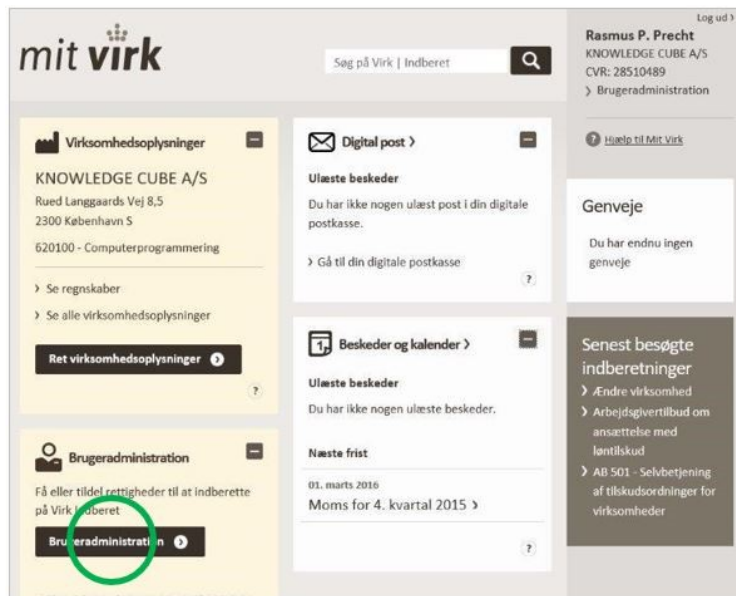 mit virk
Søg på Virk | Indberet
Log ud
Rasmus P. Precht
KNOWLEDGE CUBE A/S
CVR: 28510489
Brugeradministration
Hjælp til Mit Virk
Virksomhedsoplysninger
KNOWLEDGE CUBE A/S
Rued Langgaards Vej 8,5
2300 København S
620100 - Computerprogrammering
Se regnskaber
Se alle virksomhedsoplysninger
Ret virksomhedsoplysninger
?
Brugeradministration
Få eller tildel rettigheder til at indberette
på Virk Indberet
Brugeradministration
Digital post
Ulæste beskeder
Du har ikke nogen ulæst post i din digitale
postkasse.
Gå til din digitale postkasse
?
Beskeder og kalender
Ulæste beskeder
Du har ikke nogen ulæste beskeder.
Næste frist
01. marts 2016
Moms for 4. kvartal 2015
?
Genveje
Du har endnu ingen
genveje
Senest besøgte
indberetninger
Ændre virksomhed
Arbejdsgivertilbud om
ansættelse med
løntilskud
AB 501 - Selvbetjening
af tilskudsordninger for
virksomheder